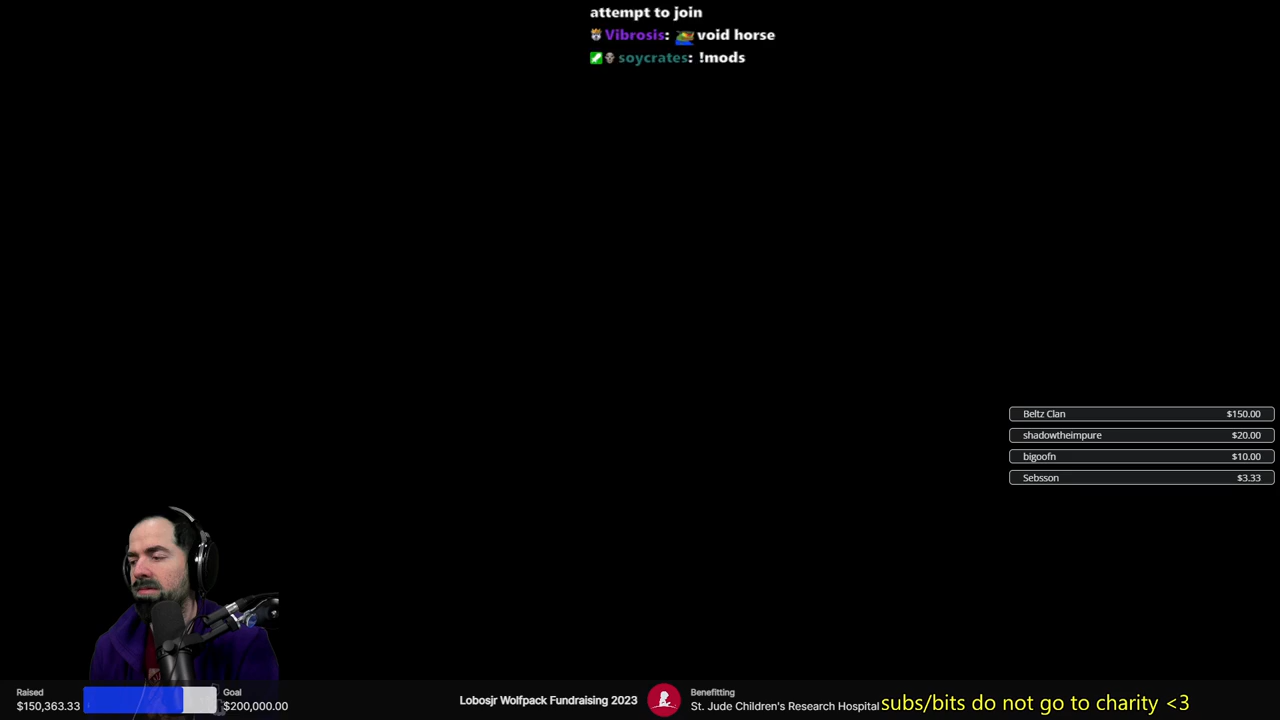 attempt to join
Vibrosis: void horse
soycrates: !mods
Beltz Clan $150.00
shadowtheimpure $20.00
bigoofn $10.00
Sebsson $3.33
Raised
$150,363.33
Goal
$200,000.00
Lobosjr Wolfpack Fundraising 2023
Benefitting
St. Jude Children's Research Hospital
subs/bits do not go to charity <3